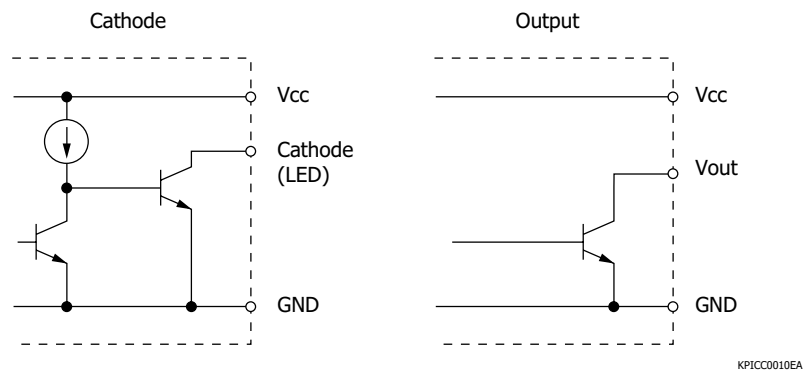 Cathode
Vcc
Cathode
(LED)
GND
Output
Vcc
Vout
GND
KPICC0010EA